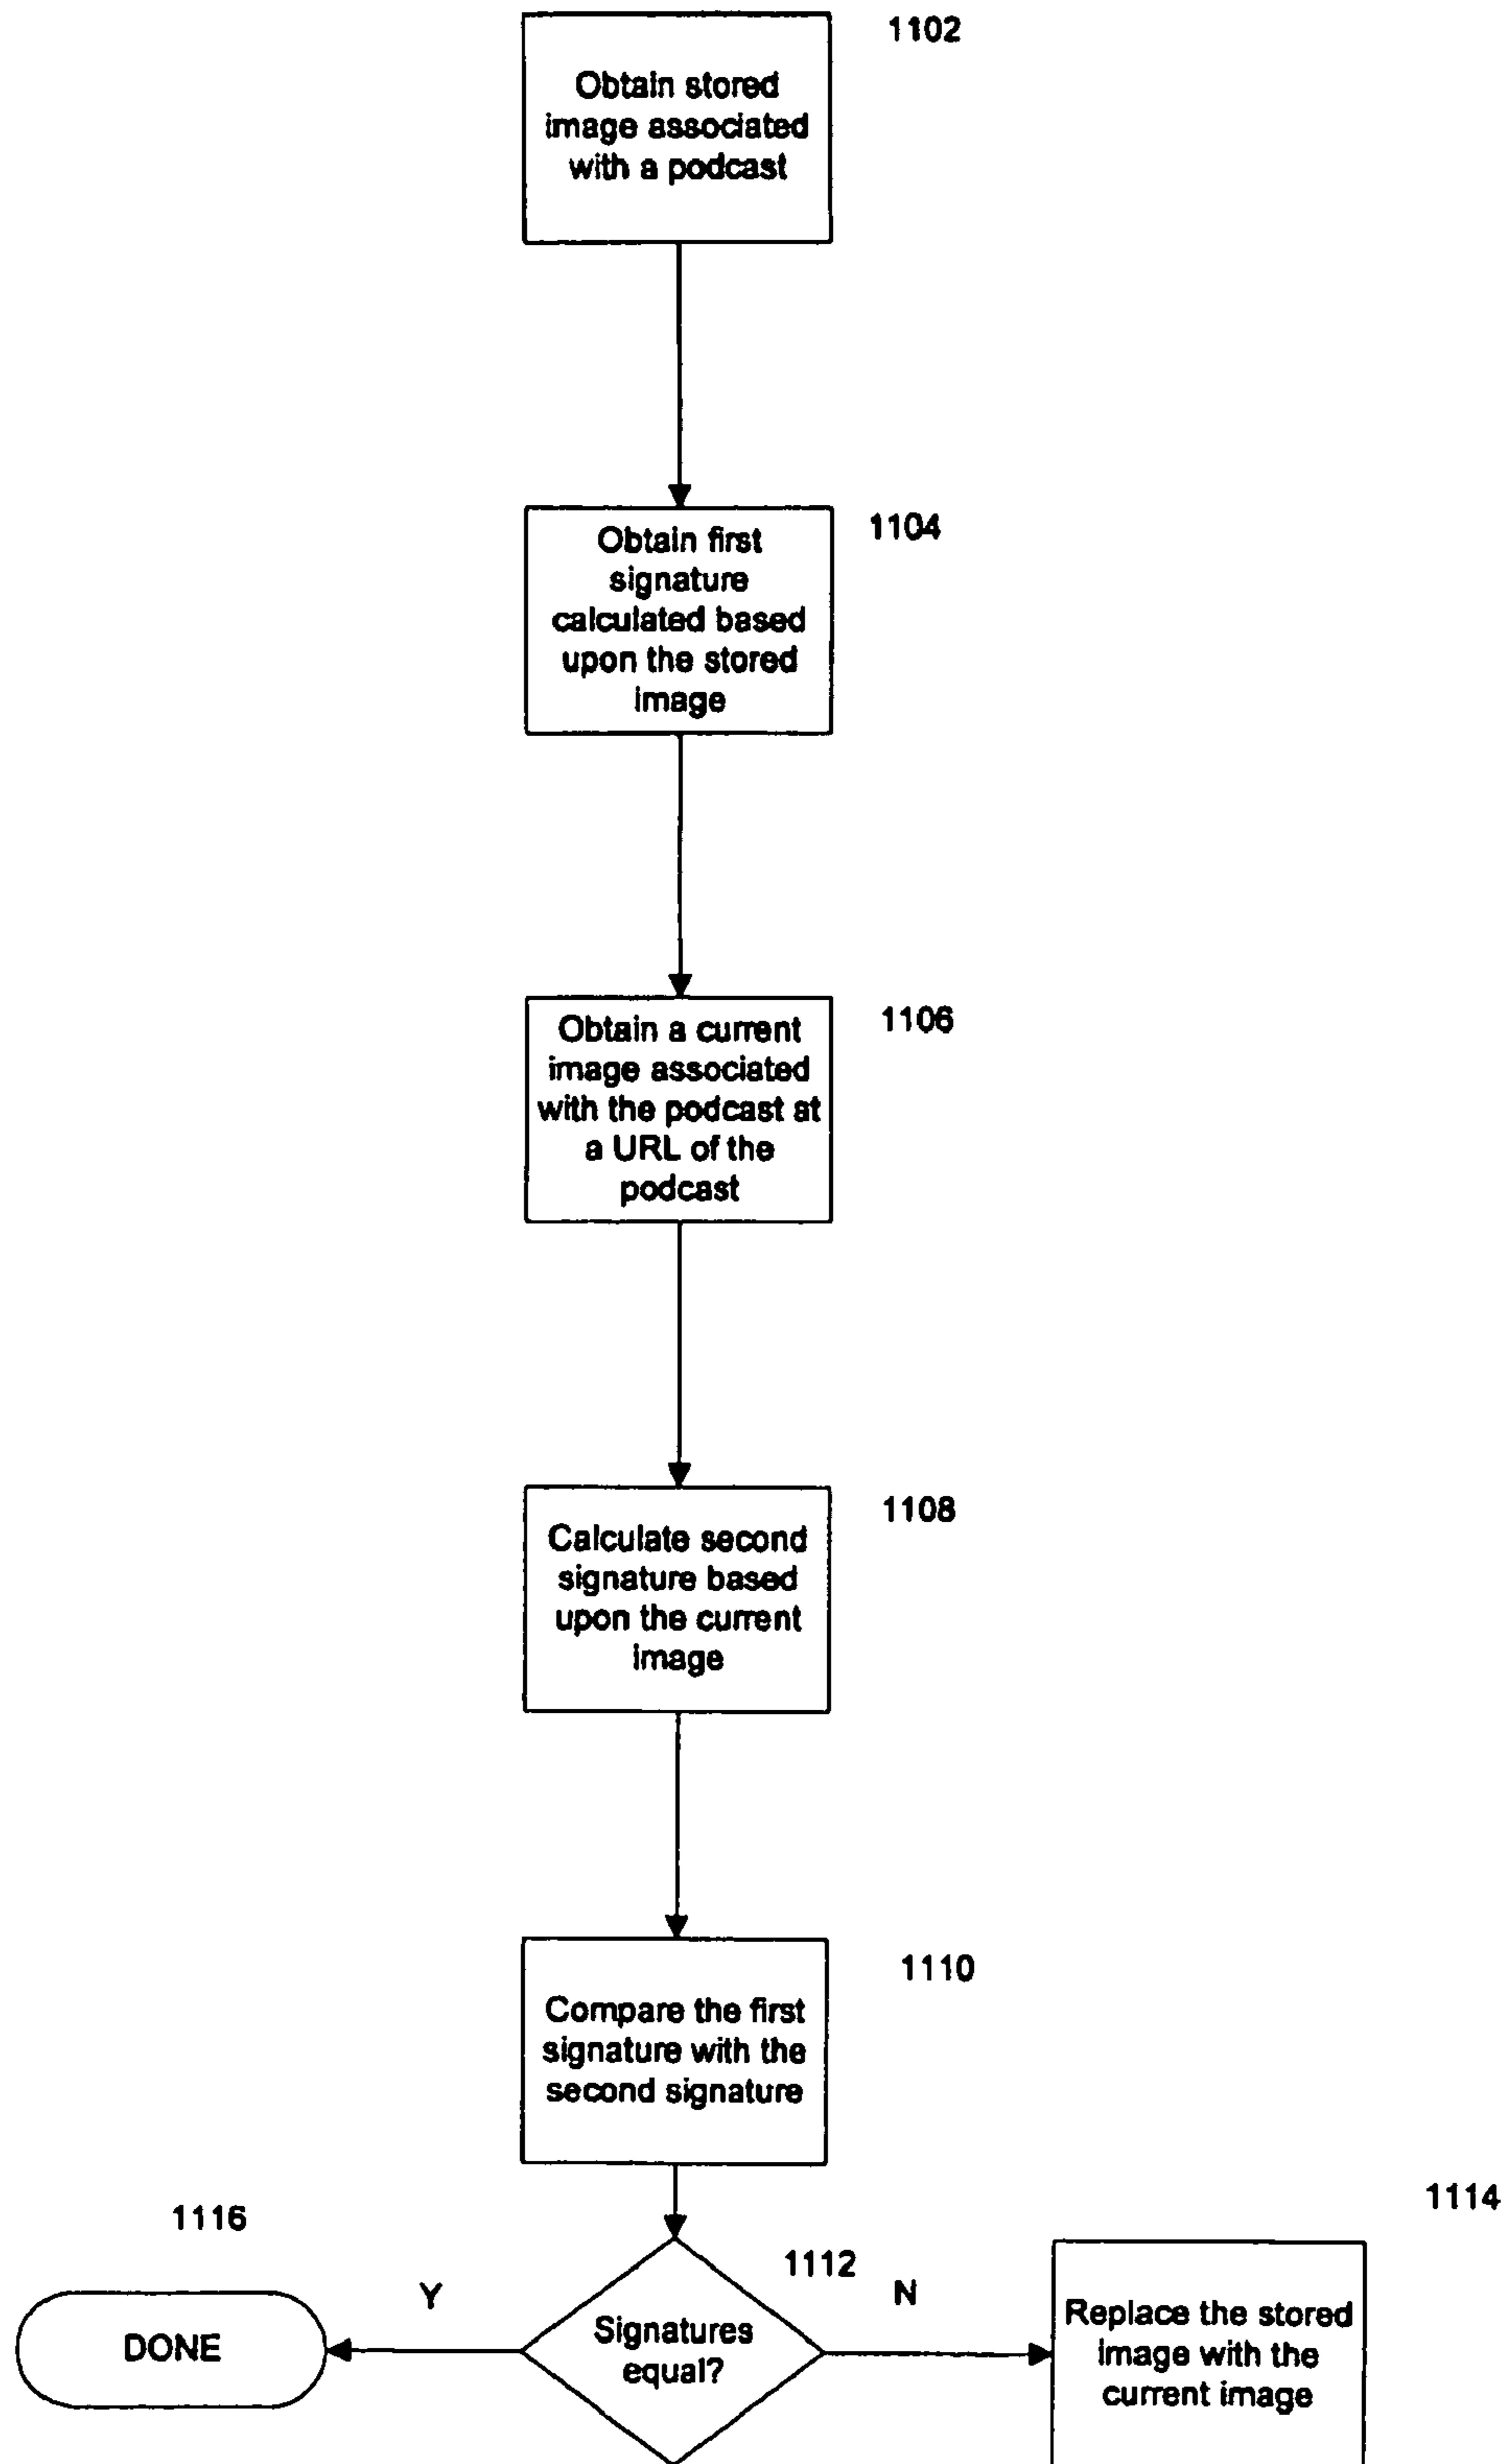 1102
Obtain stored
image associated
with a podcast
1104
Obtain first
signature
calculated based
upon the stored
image
1106
Obtain a current
image associated
with the podcast at
a URL of the
podcast
1108
Calculate second
signature based
upon the current
image
1110
Compare the first
signature with the
second signature
1116
DONE
Y
1112
Signatures
equal?
N
1114
Replace the stored
image with the
current image